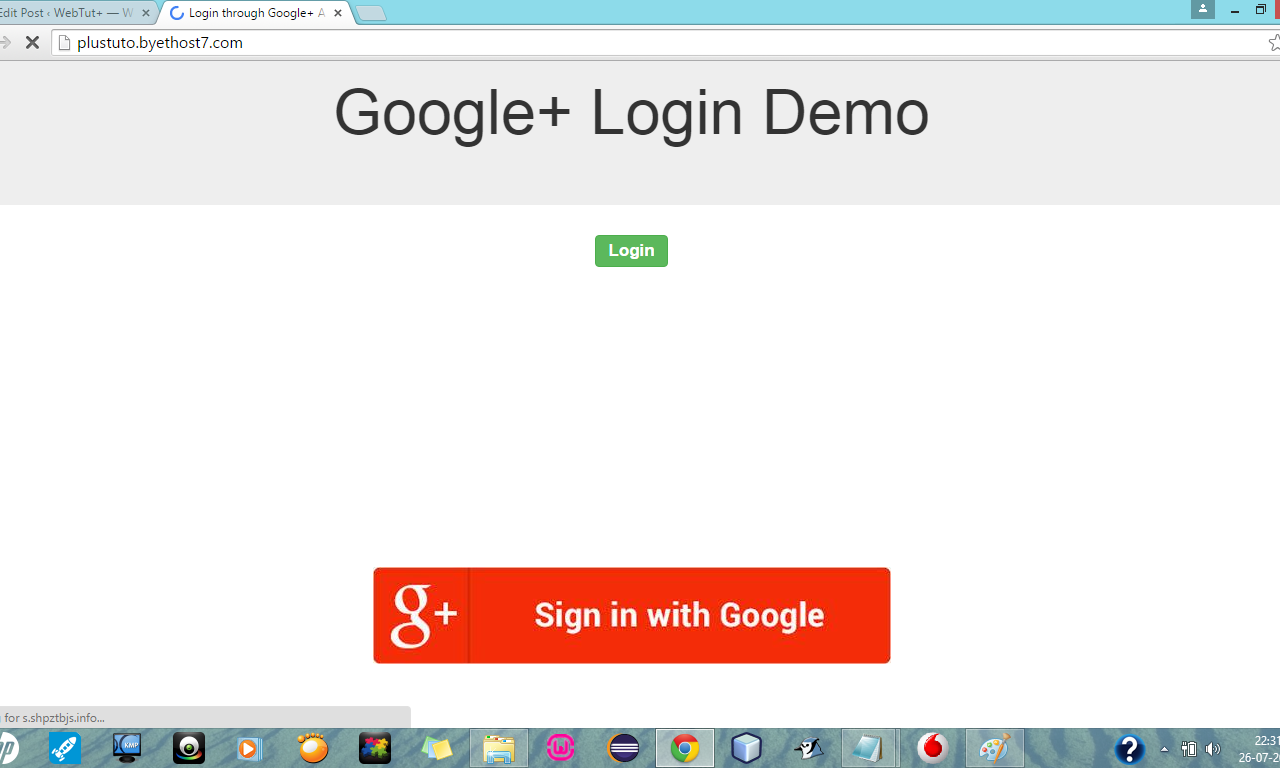 Edit Post ‹ WebTut+ — W
Login through Google+ A
plustuto.byethost7.com
Google+ Login Demo
Login
g+
Sign in with Google
for s.shpztbjs.info...
hp
KMP
22:31
26-07-2